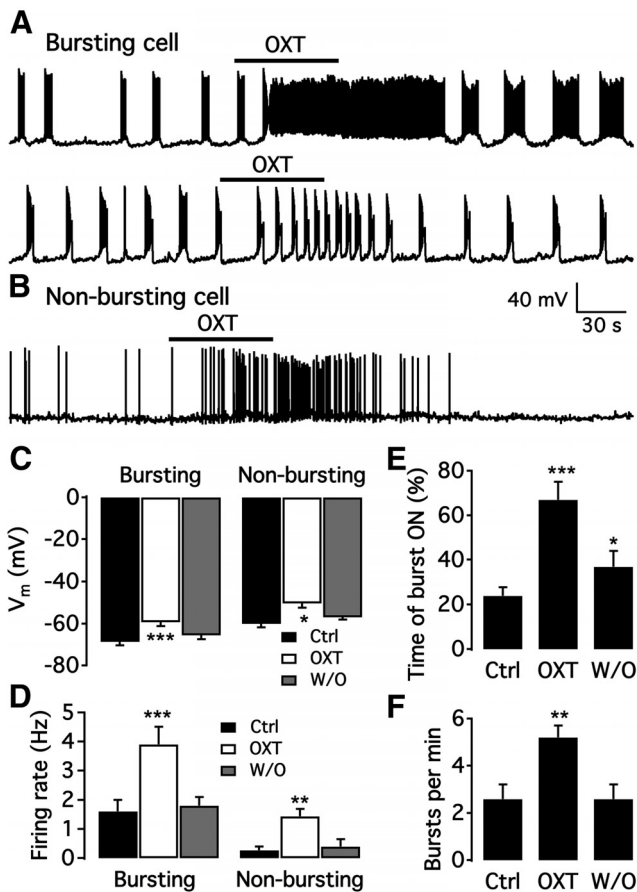 A
Bursting cell
OXT
OXT
B
Non-bursting cell
OXT
40 mV
30 s
C
Bursting
Non-bursting
Vm (mV)
0
-20
-40
-60
-80
***
*
Ctrl
OXT
W/O
D
Firing rate (Hz)
5
4
3
2
1
0
***
**
Ctrl
OXT
W/O
Bursting
Non-bursting
E
Time of burst ON (%)
80
60
40
20
0
***
*
Ctrl
OXT
W/O
F
Bursts per min
6
4
2
0
**
Ctrl
OXT
W/O